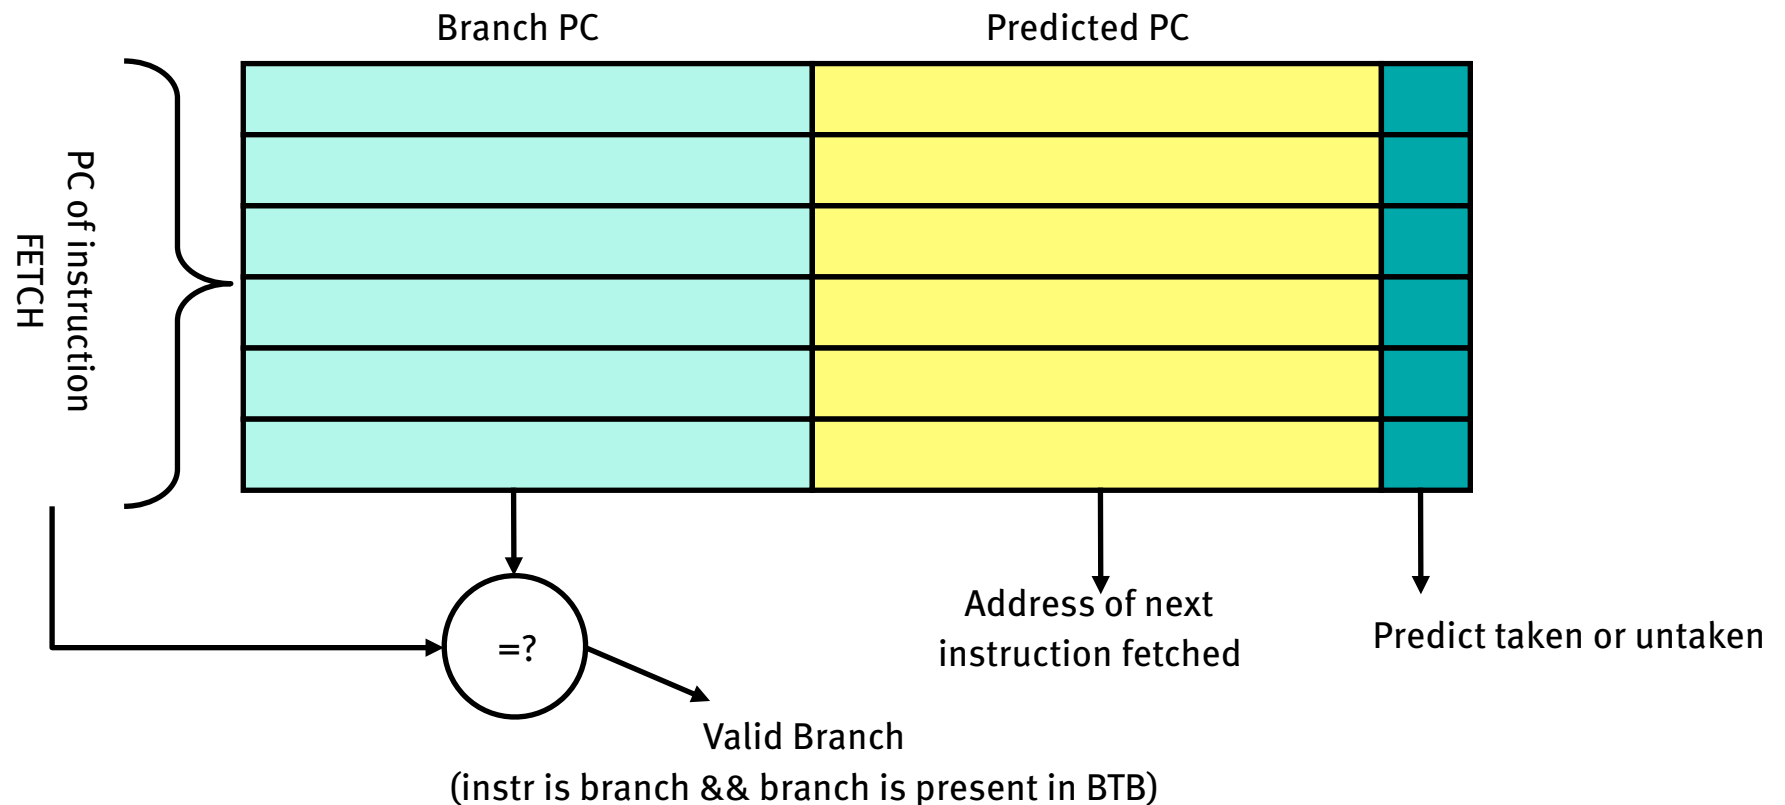 Branch PC
Predicted PC
PC of instruction
FETCH
=?
Address of next
instruction fetched
Predict taken or untaken
Valid Branch
(instr is branch && branch is present in BTB)